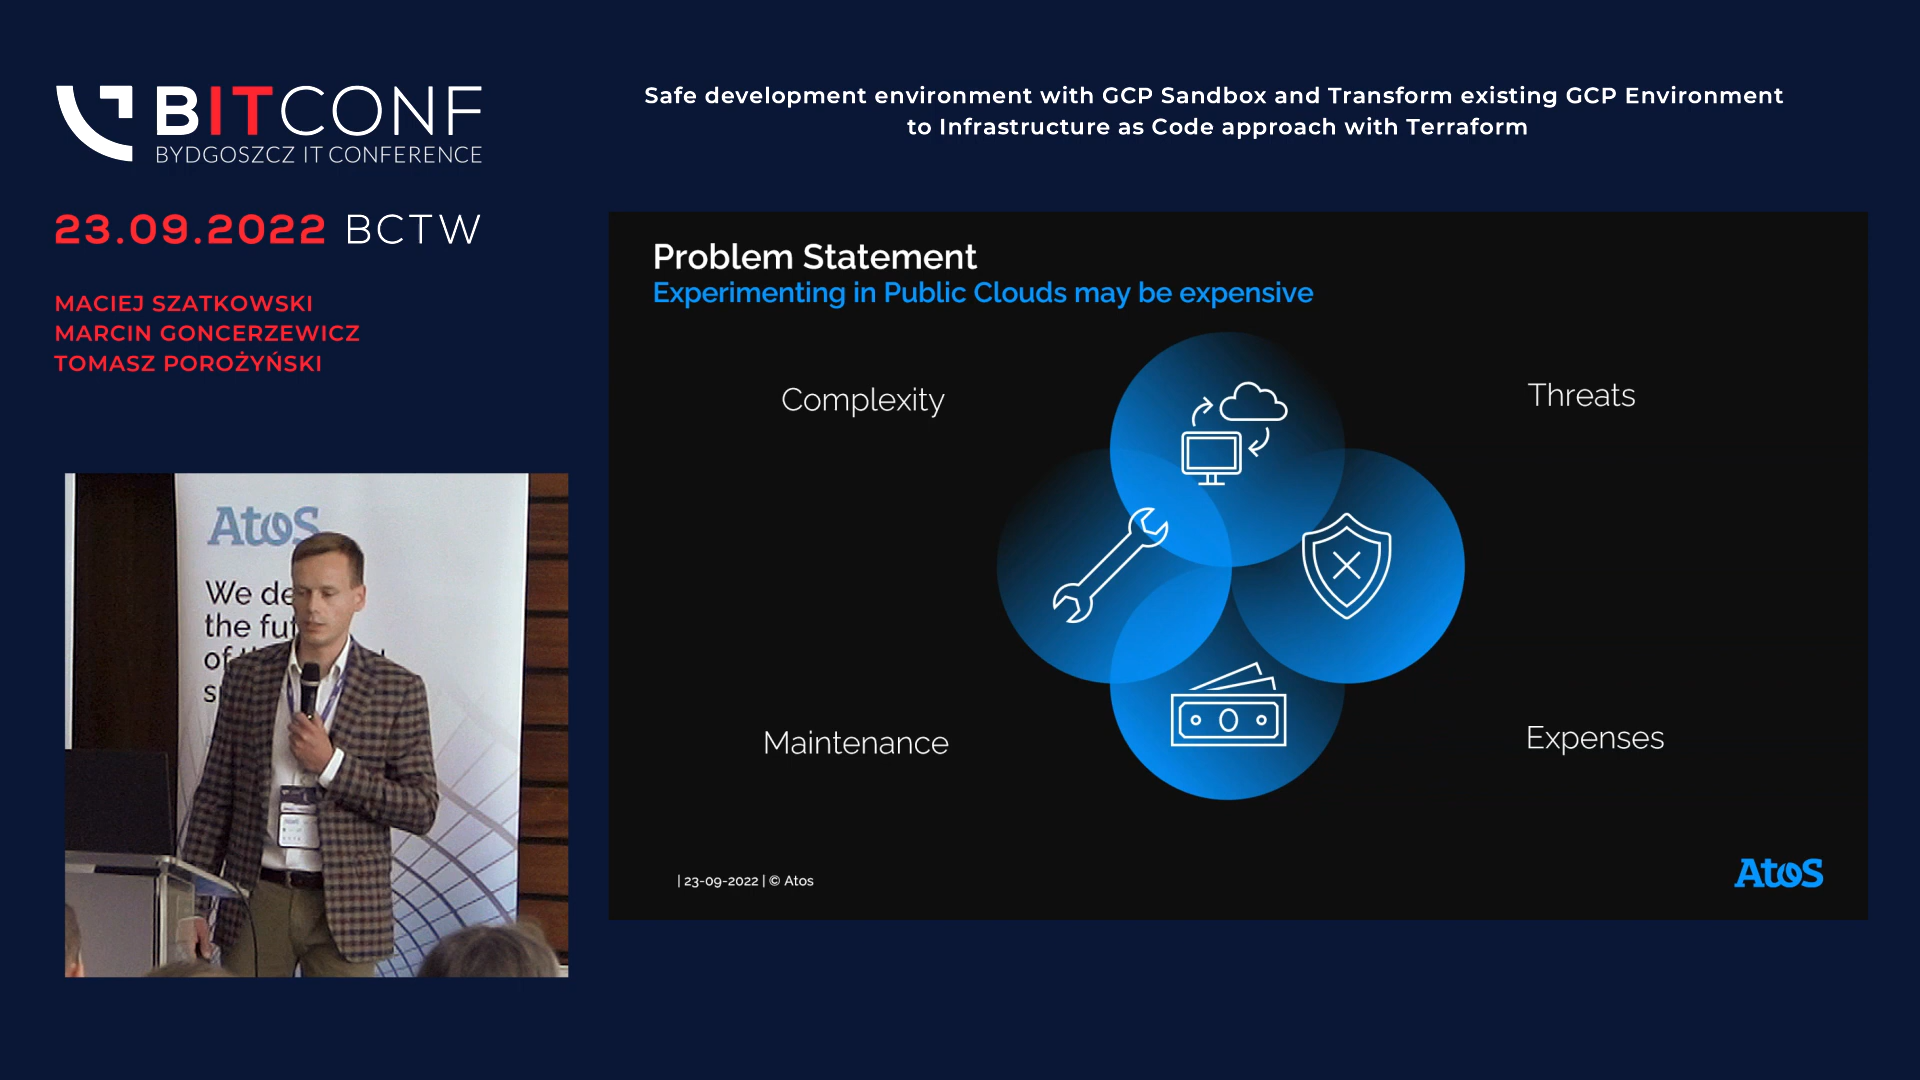 BITCONF
BYDGOSZCZ IT CONFERENCE
23.09.2022 BCTW
MACIEJ SZATKOWSKI
MARCIN GONCERZEWICZ
TOMASZ POROŻYŃSKI
Safe development environment with GCP Sandbox and Transform existing GCP Environment
to Infrastructure as Code approach with Terraform
Problem Statement
Experimenting in Public Clouds may be expensive
Complexity
Threats
Maintenance
Expenses
| 23-09-2022 | © Atos
Atos
Atos
We de
the fu
of